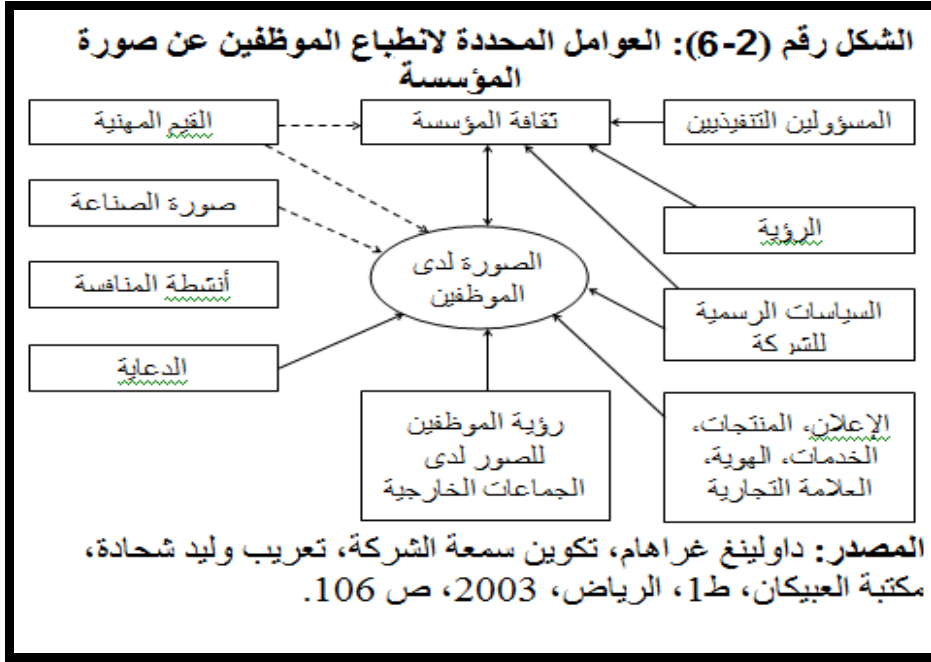 الشكل رقم (2-6): العوامل المحددة لانطباع الموظفين عن صورة
المؤسسة
المسؤولين التنفيذيين
ثقافة المؤسسة
القيم المهنية
الرؤية
صورة الصناعة
الصورة لدى
الموظفين
السياسات الرسمية
للشركة
أنشطة المنافسة
الدعاية
الإعلان، المنتجات،
الخدمات، الهوية،
العلامة التجارية
رؤية الموظفين
للصور لدى
الجماعات الخارجية
المصدر: داولينغ غراهام، تكوين سمعة الشركة، تعريب وليد شحادة،
مكتبة العبيكان، ط1، الرياض، 2003، ص 106.